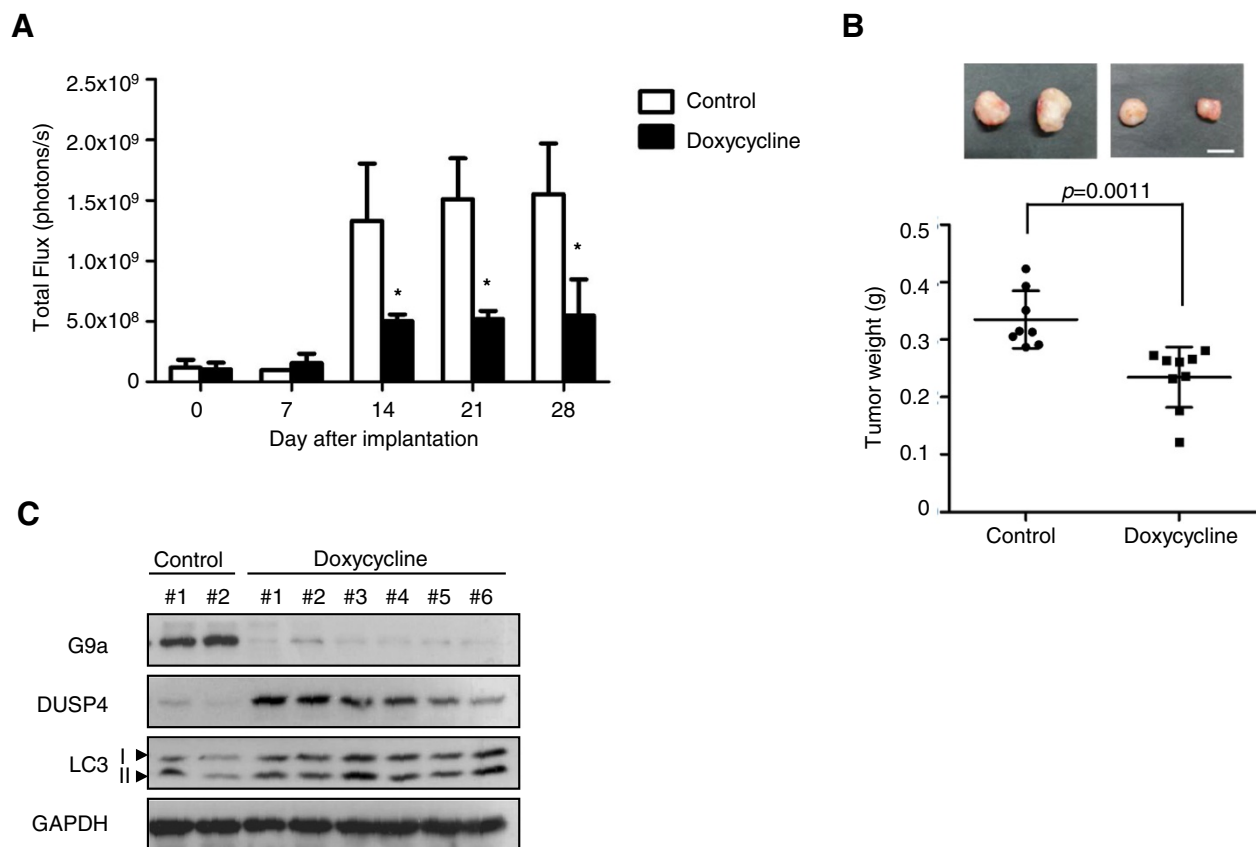 A
2.5x10⁹
2.0x10⁹
1.5x10⁹
1.0x10⁹
5.0x10⁸
0
Total Flux (photons/s)
0 7 14 21 28
Day after implantation
Control
Doxycycline
*
*
*
B
p=0.0011
0.5
0.4
0.3
0.2
0.1
0
Tumor weight (g)
Control Doxycycline
C
Control Doxycycline
#1 #2 #1 #2 #3 #4 #5 #6
G9a
DUSP4
LC3
I
II
GAPDH